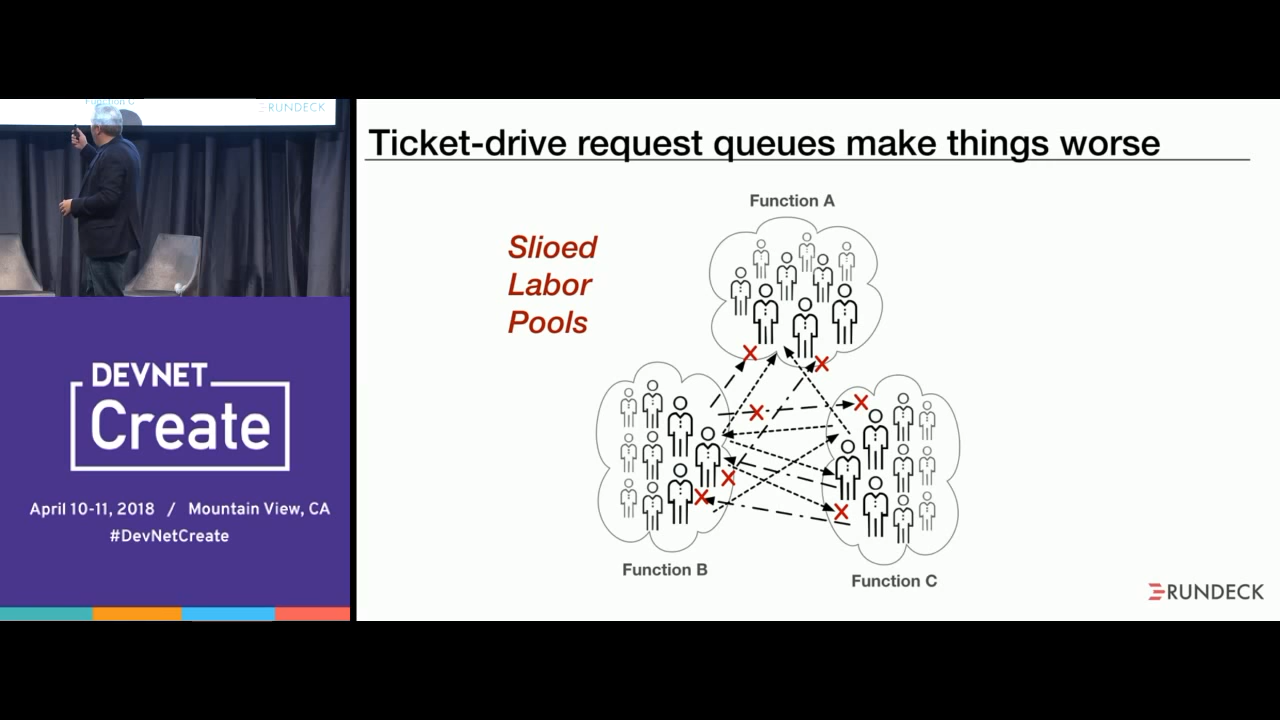 Function C
RUNDECK
DEVNET
Create
April 10-11, 2018 / Mountain View, CA
#DevNetCreate
Ticket-drive request queues make things worse
Function A
Slioed
Labor
Pools
Function B
Function C
RUNDECK